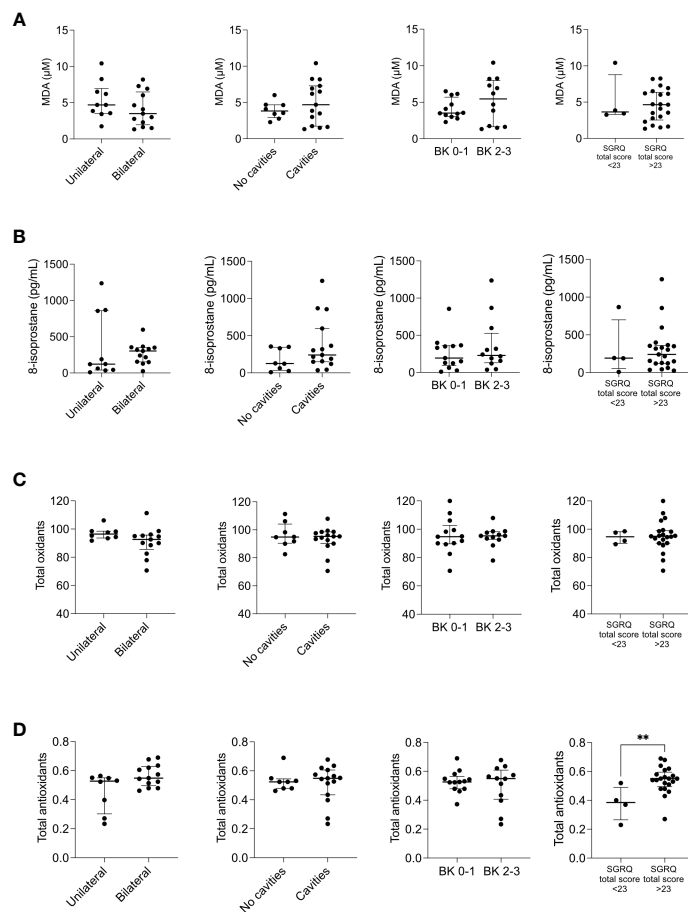 A
MDA (µM)
15
10
5
0
Unilateral
Bilateral
MDA (µM)
15
10
5
0
No cavities
Cavities
MDA (µM)
15
10
5
0
BK 0-1
BK 2-3
MDA (µM)
15
10
5
0
SGRQ
total score
<23
SGRQ
total score
>23
B
8-isoprostane (pg/mL)
1500
1000
500
0
Unilateral
Bilateral
8-isoprostane (pg/mL)
1500
1000
500
0
No cavities
Cavities
8-isoprostane (pg/mL)
1500
1000
500
0
BK 0-1
BK 2-3
8-isoprostane (pg/mL)
1500
1000
500
0
SGRQ
total score
<23
SGRQ
total score
>23
C
Total oxidants
120
100
80
60
40
Unilateral
Bilateral
Total oxidants
120
100
80
60
40
No cavities
Cavities
Total oxidants
120
100
80
60
40
BK 0-1
BK 2-3
Total oxidants
120
100
80
60
40
SGRQ
total score
<23
SGRQ
total score
>23
D
Total antioxidants
0.8
0.6
0.4
0.2
0.0
Unilateral
Bilateral
Total antioxidants
0.8
0.6
0.4
0.2
0.0
No cavities
Cavities
Total antioxidants
0.8
0.6
0.4
0.2
0.0
BK 0-1
BK 2-3
Total antioxidants
0.8
0.6
0.4
0.2
0.0
**
SGRQ
total score
<23
SGRQ
total score
>23